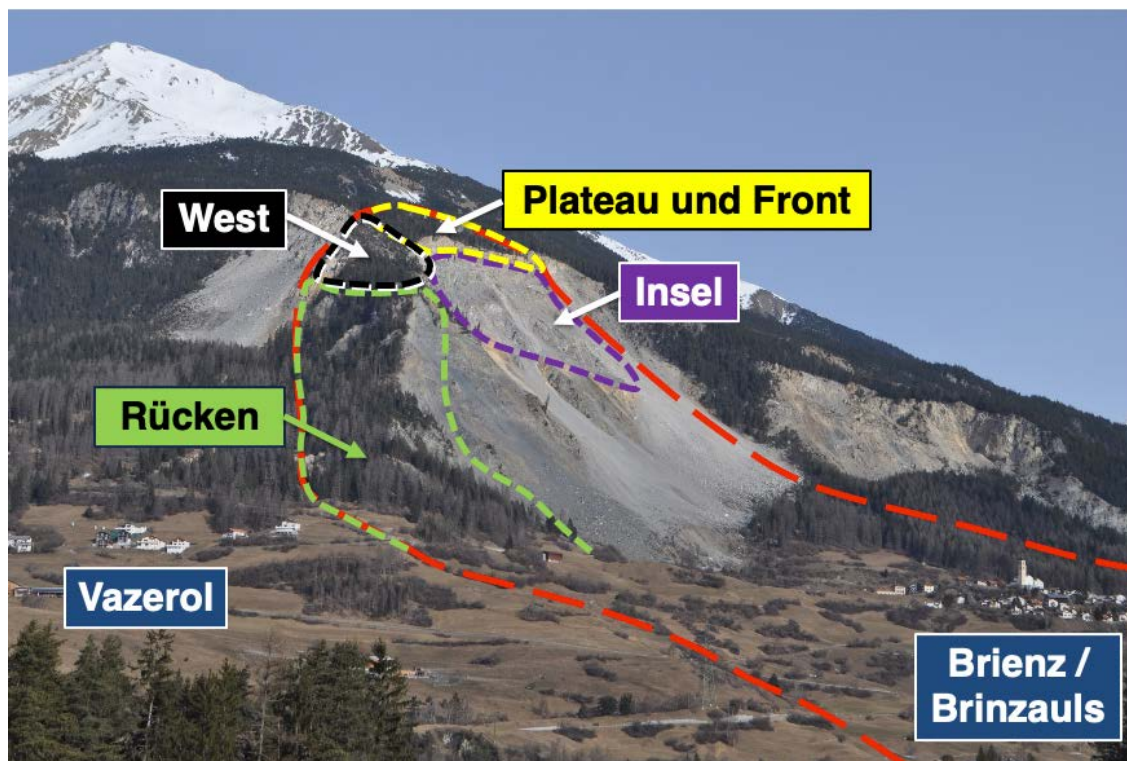 West
Plateau und Front
Insel
Rücken
Vazerol
Brienz /
Brinzauls